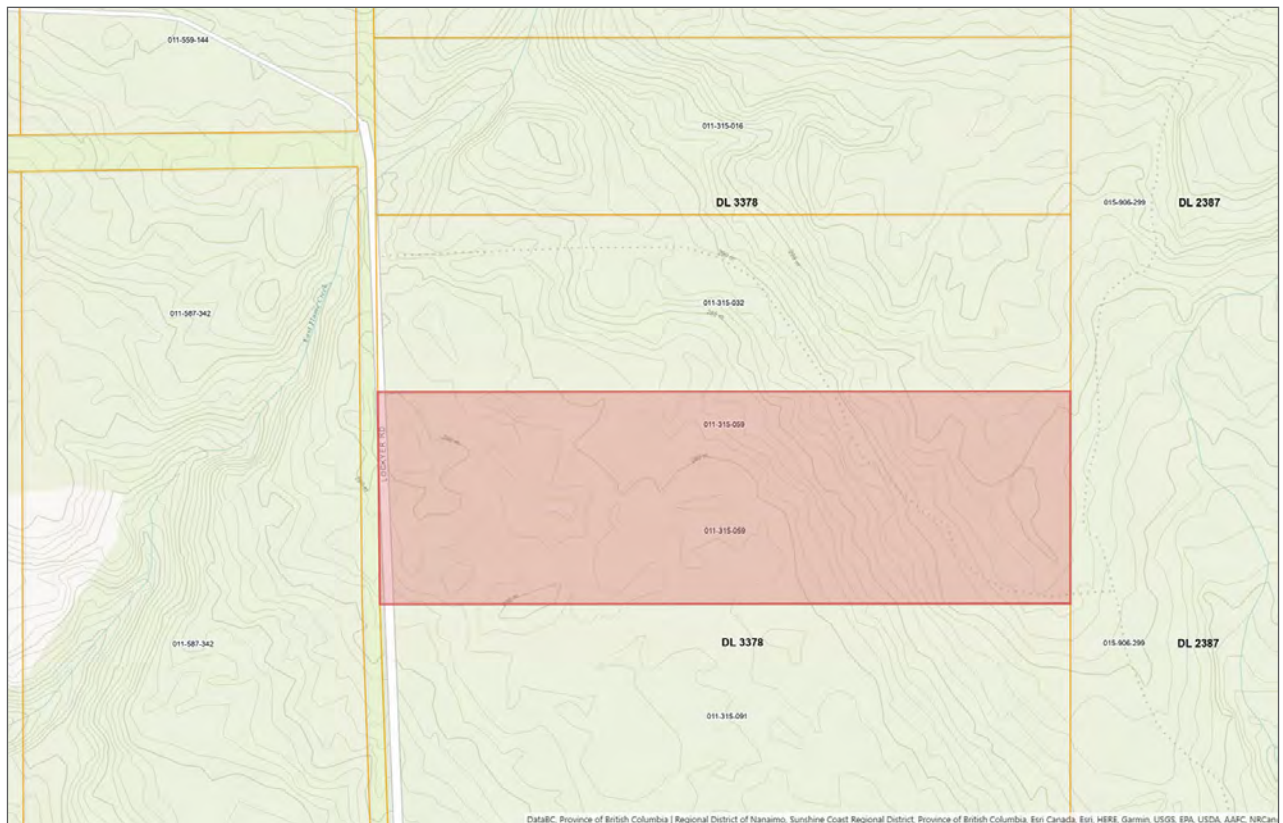 011-559-144
011-315-016
DL 3378
015-906-299
DL 2387
280 m
011-315-032
011-587-342
011-315-059
LOCKYER RD
011-315-059
DL 3378
011-587-342
015-906-299
DL 2387
011-315-091
DataBC, Province of British Columbia | Regional District of Nanaimo, Sunshine Coast Regional District, Province of British Columbia, Esri Canada, Esri, HERE, Garmin, USGS, EPA, USDA, AAFC, NRCan